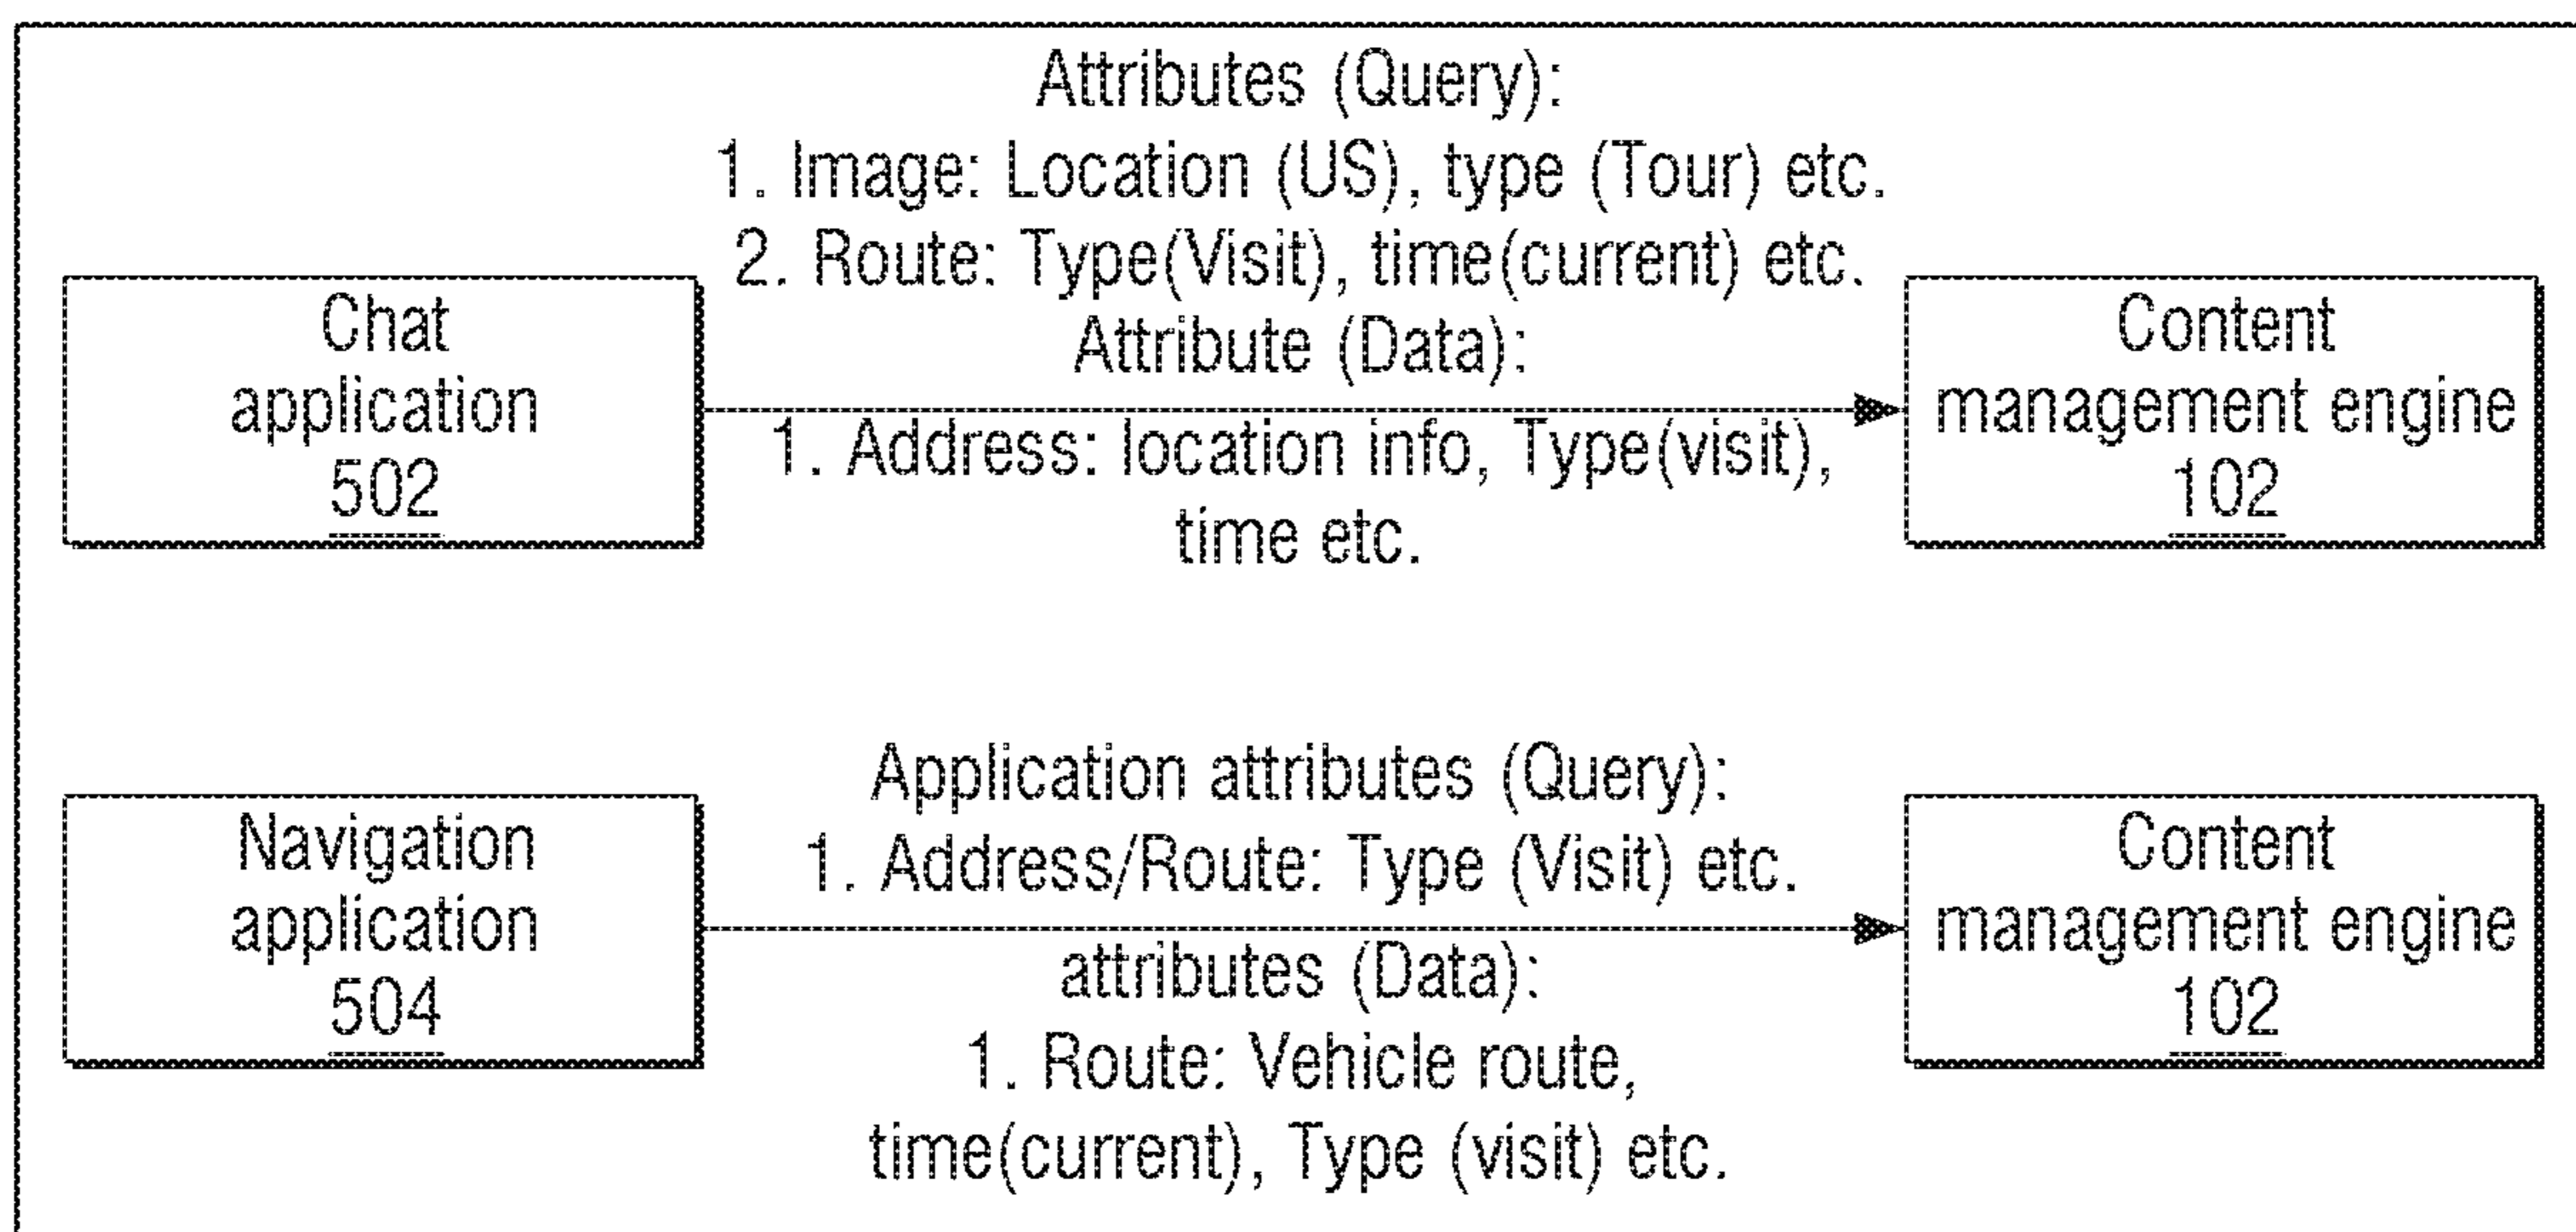 Attributes (Query):
1. Image: Location (US), type (Tour) etc.
2. Route: Type(Visit), time(current) etc.
Attribute (Data):
1. Address: location info, Type(visit),
time etc.
Chat
application
502
Content
management engine
102
Application attributes (Query):
1. Address/Route: Type (Visit) etc.
attributes (Data):
1. Route: Vehicle route,
time(current), Type (visit) etc.
Navigation
application
504
Content
management engine
102